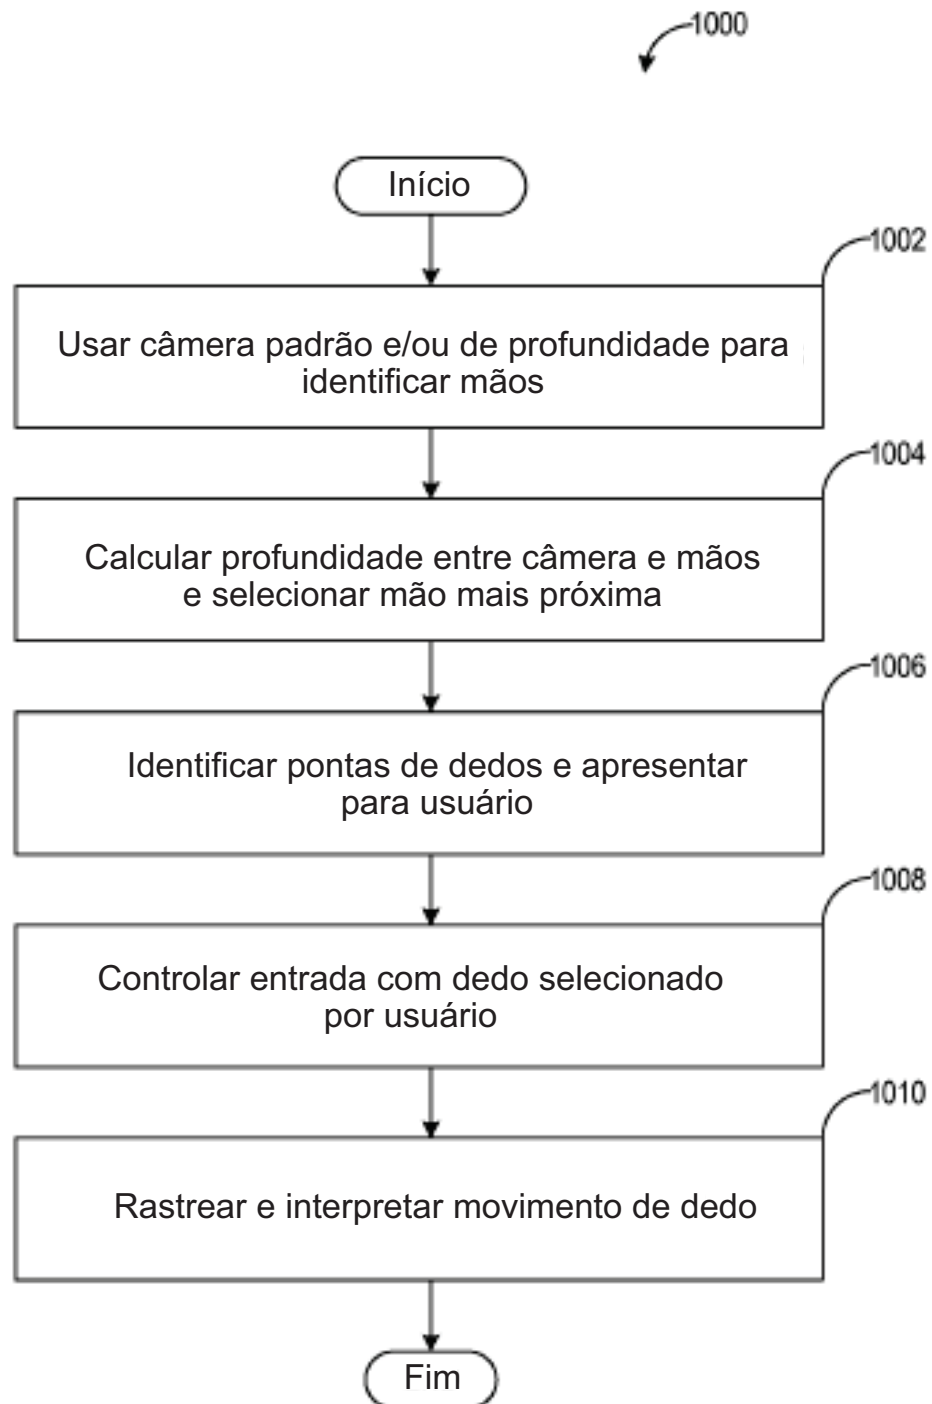 1000
Início
1002
Usar câmera padrão e/ou de profundidade para
identificar mãos
1004
Calcular profundidade entre câmera e mãos
e selecionar mão mais próxima
1006
Identificar pontas de dedos e apresentar
para usuário
1008
Controlar entrada com dedo selecionado
por usuário
1010
Rastrear e interpretar movimento de dedo
Fim